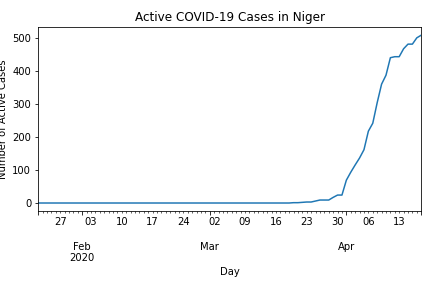 Active COVID-19 Cases in Niger
Number of Active Cases
500
400
300
200
100
0
27 03 10 17 24 02 09 16 23 30 06 13
Feb Mar Apr
2020
Day